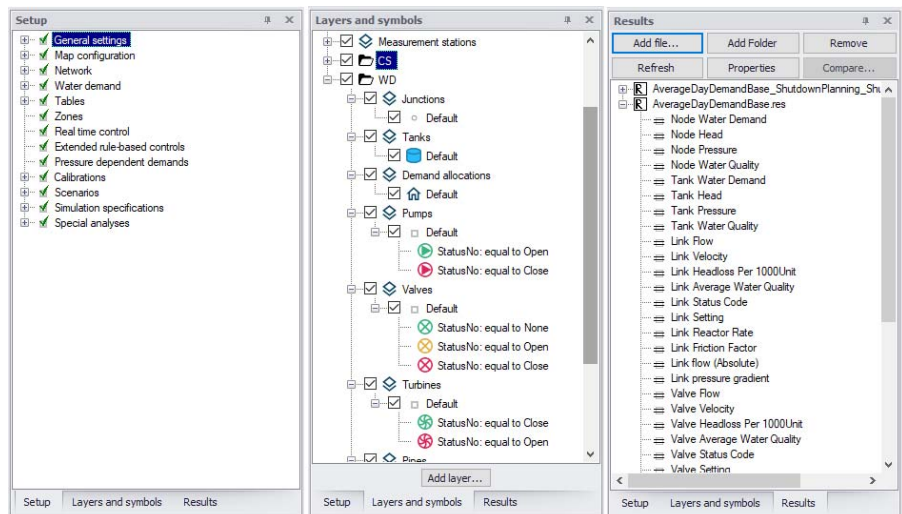 Setup
General settings
Map configuration
Network
Water demand
Tables
Zones
Real time control
Extended rule-based controls
Pressure dependent demands
Calibrations
Scenarios
Simulation specifications
Special analyses
Setup Layers and symbols Results
Layers and symbols
Measurement stations
CS
WD
Junctions
Default
Tanks
Default
Demand allocations
Default
Pumps
Default
StatusNo: equal to Open
StatusNo: equal to Close
Valves
Default
StatusNo: equal to None
StatusNo: equal to Open
StatusNo: equal to Close
Turbines
Default
StatusNo: equal to Close
StatusNo: equal to Open
Pipes
Add layer...
Setup Layers and symbols Results
Results
Add file... Add Folder Remove
Refresh Properties Compare...
AverageDayDemandBase_ShutdownPlanning_Shu
AverageDayDemandBase.res
Node Water Demand
Node Head
Node Pressure
Node Water Quality
Tank Water Demand
Tank Head
Tank Pressure
Tank Water Quality
Link Flow
Link Velocity
Link Headloss Per 1000Unit
Link Average Water Quality
Link Status Code
Link Setting
Link Reactor Rate
Link Friction Factor
Link flow (Absolute)
Link pressure gradient
Valve Flow
Valve Velocity
Valve Headloss Per 1000Unit
Valve Average Water Quality
Valve Status Code
Valve Setting
Setup Layers and symbols Results